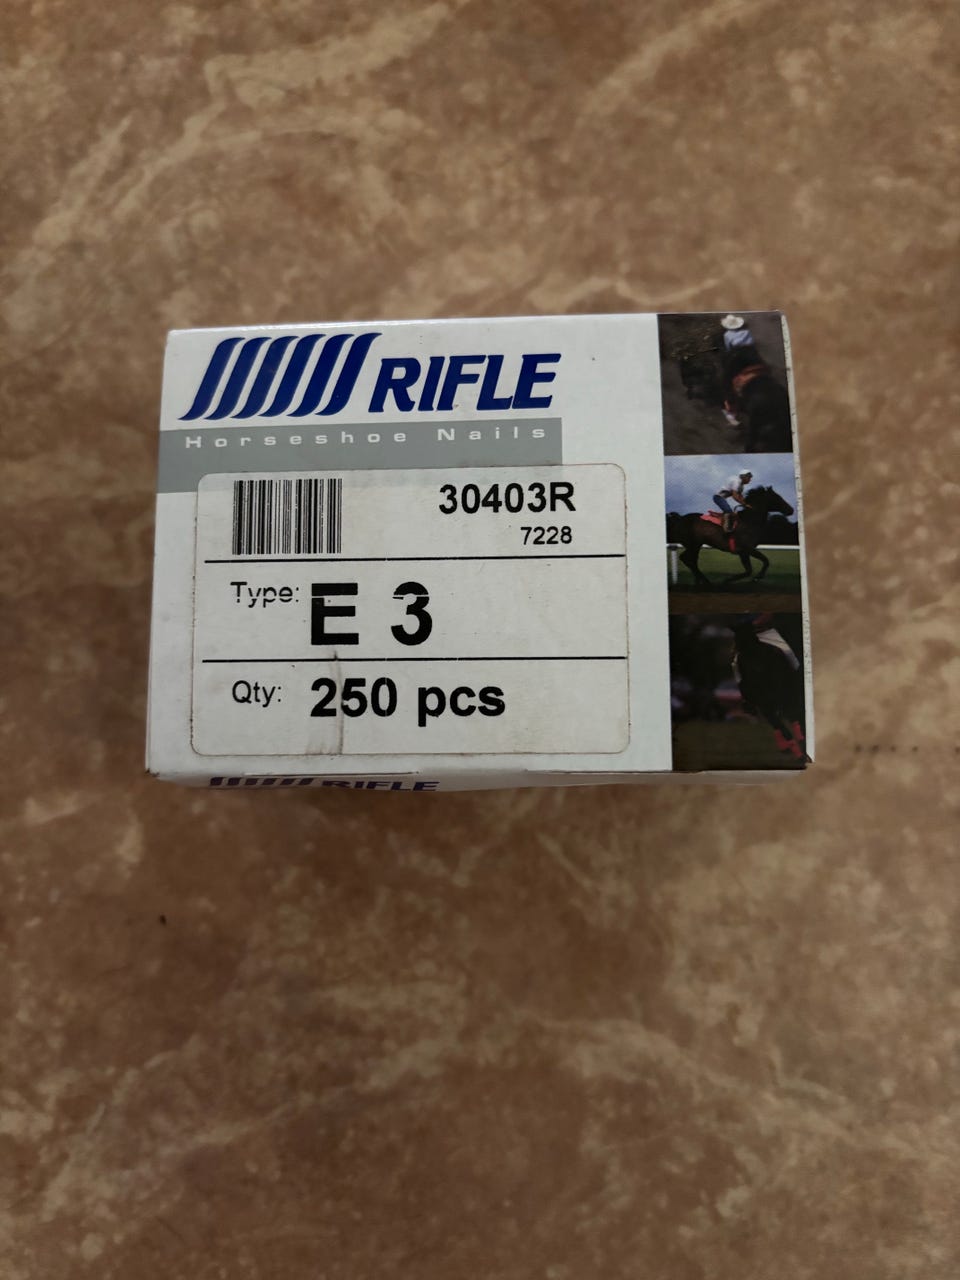 RIFLE
Horseshoe Nails
30403R
7228
Type: E 3
Qty: 250 pcs
RIFLE